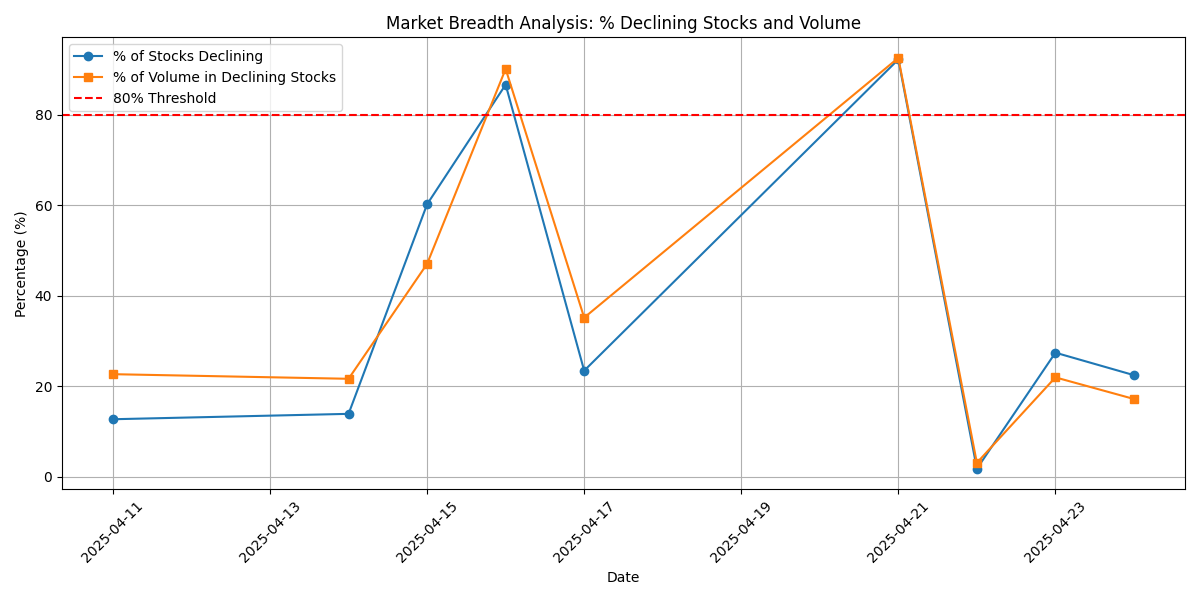 Market Breadth Analysis: % Declining Stocks and Volume
% of Stocks Declining
% of Volume in Declining Stocks
80% Threshold
Percentage (%)
80
60
40
20
0
2025-04-11
2025-04-13
2025-04-15
2025-04-17
2025-04-19
2025-04-21
2025-04-23
Date